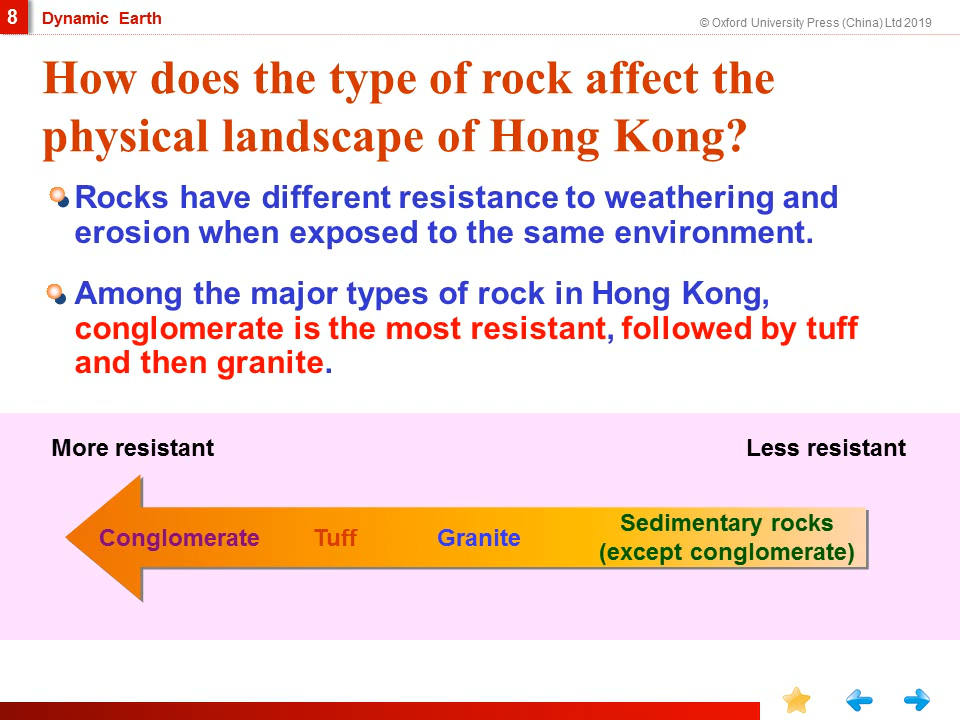 8
Dynamic Earth
© Oxford University Press (China) Ltd 2019
How does the type of rock affect the
physical landscape of Hong Kong?
Rocks have different resistance to weathering and
erosion when exposed to the same environment.
Among the major types of rock in Hong Kong,
conglomerate is the most resistant, followed by tuff
and then granite.
More resistant
Less resistant
Conglomerate
Tuff
Granite
Sedimentary rocks
(except conglomerate)